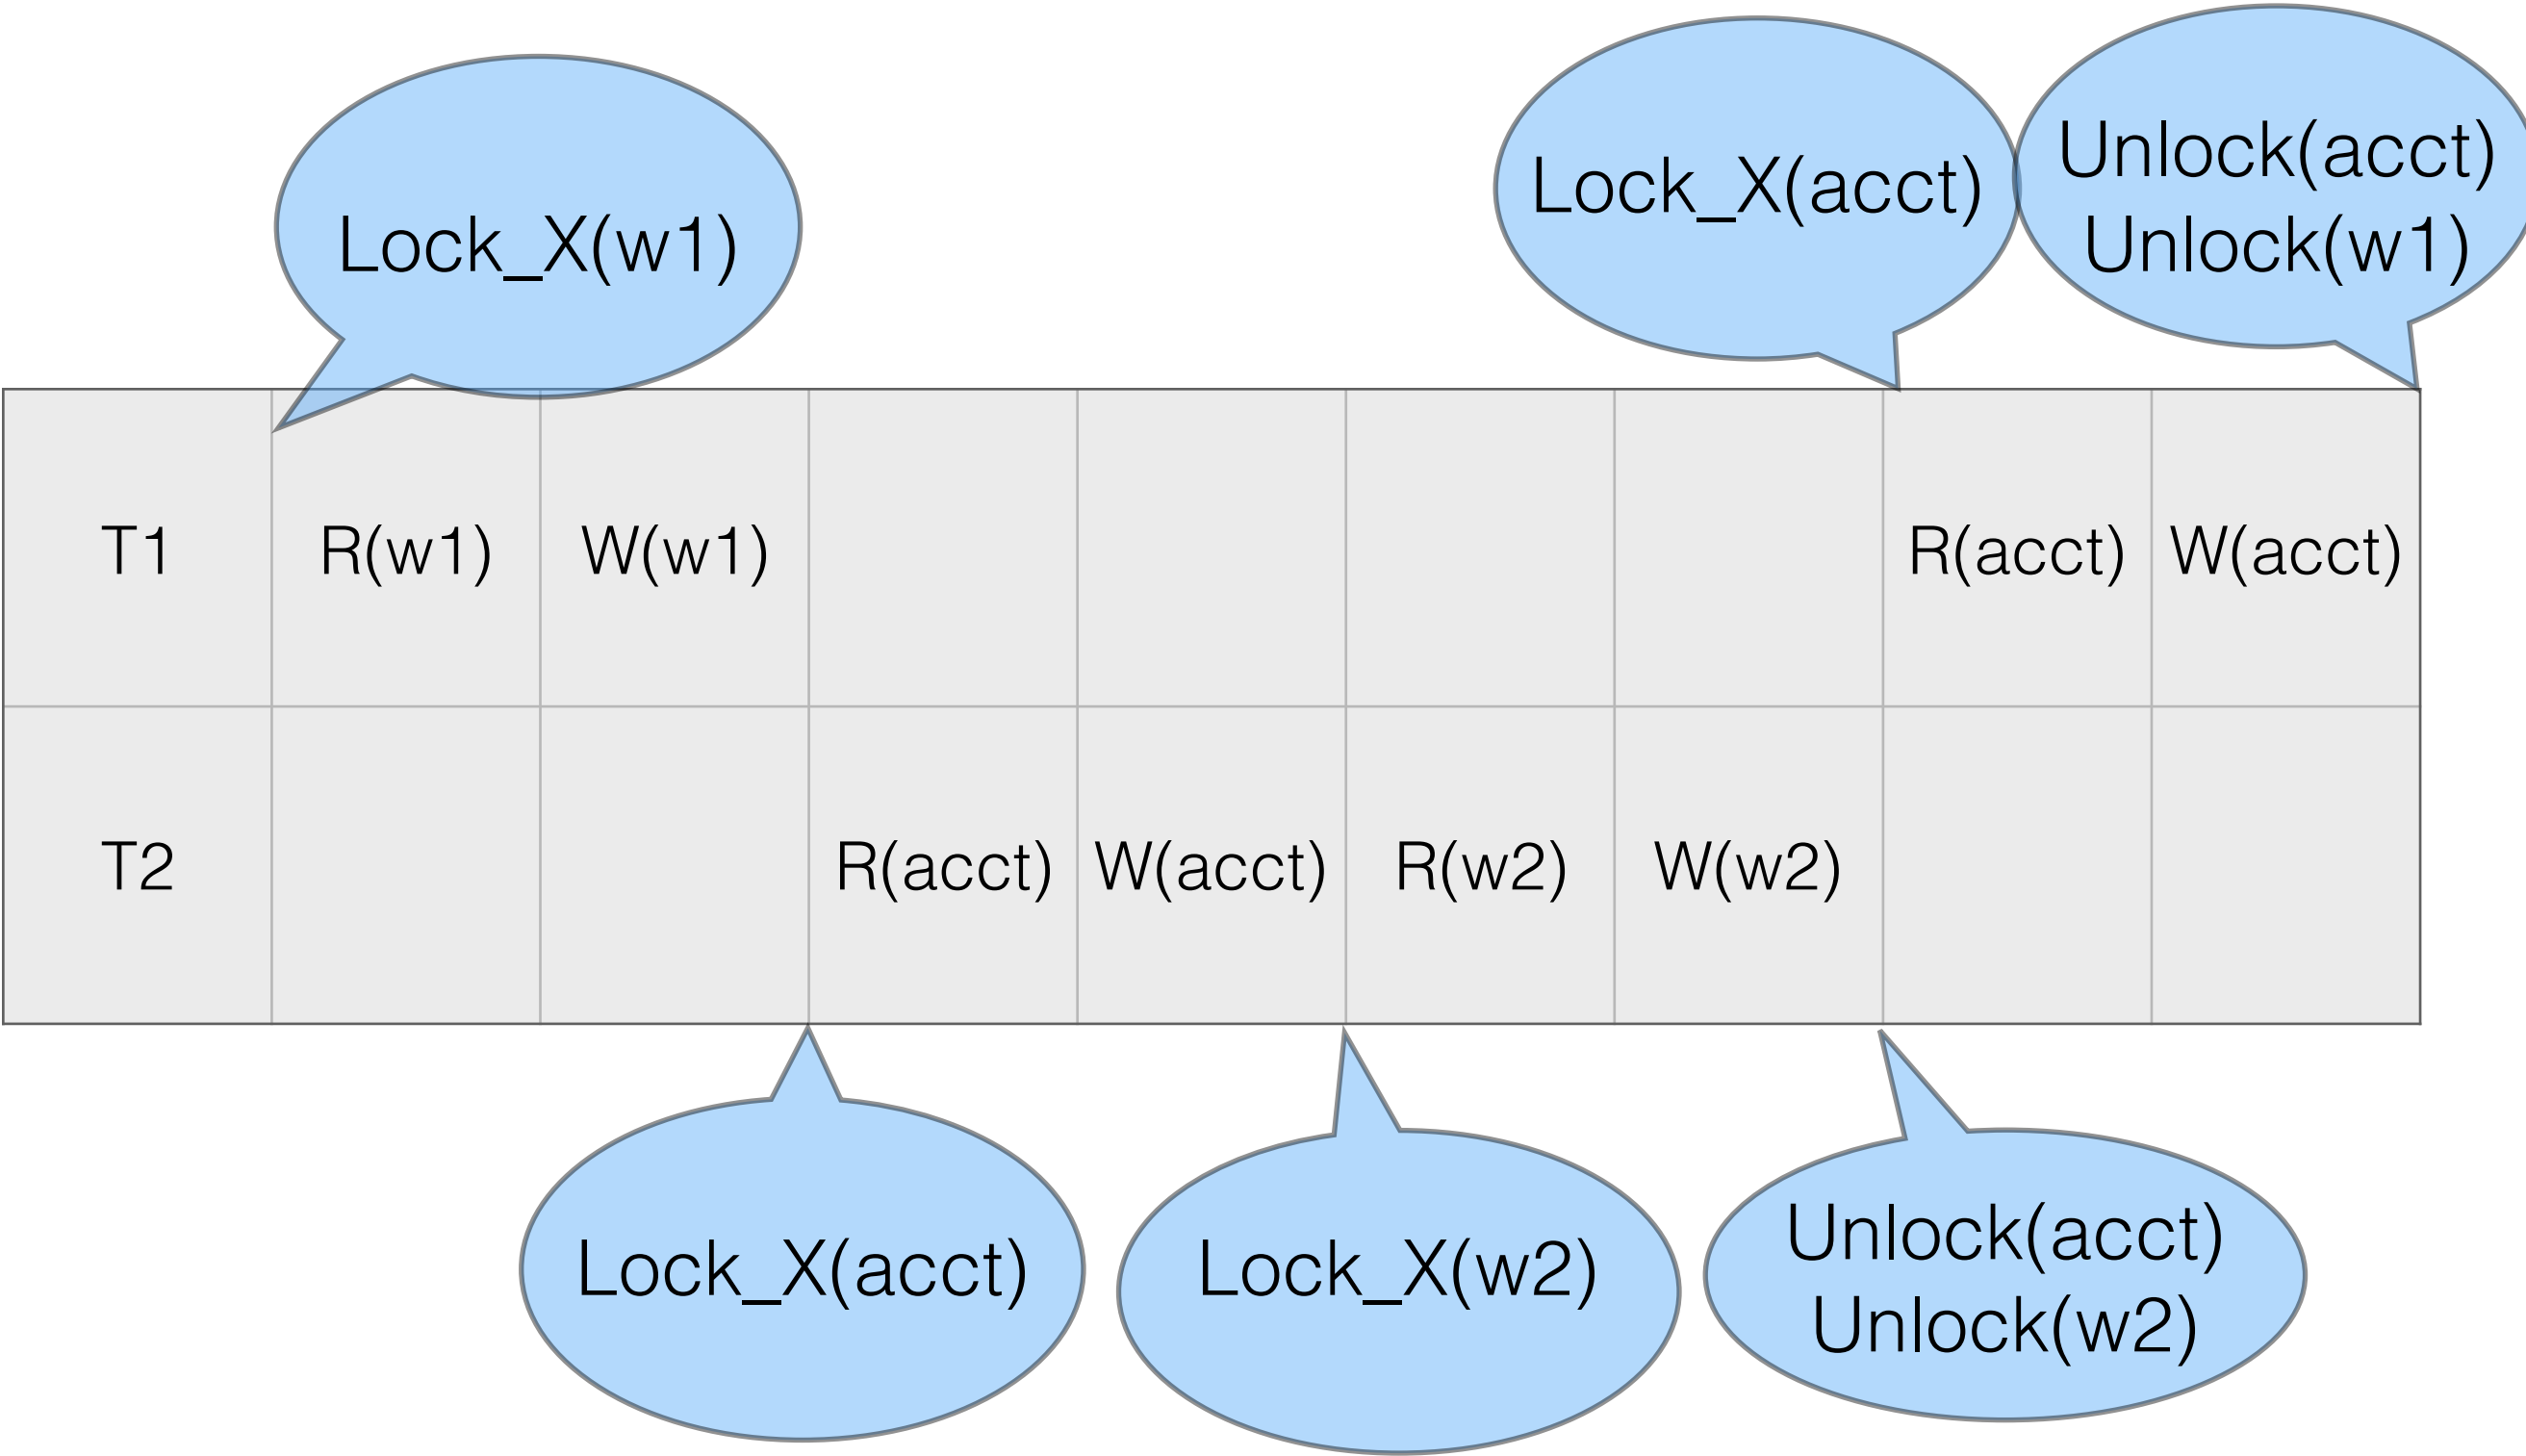 Lock_X(w1)
Lock_X(acct)
Unlock(acct)
Unlock(w1)
T1 R(w1) W(w1) R(acct) W(acct)
T2 R(acct) W(acct) R(w2) W(w2)
Lock_X(acct)
Lock_X(w2)
Unlock(acct)
Unlock(w2)